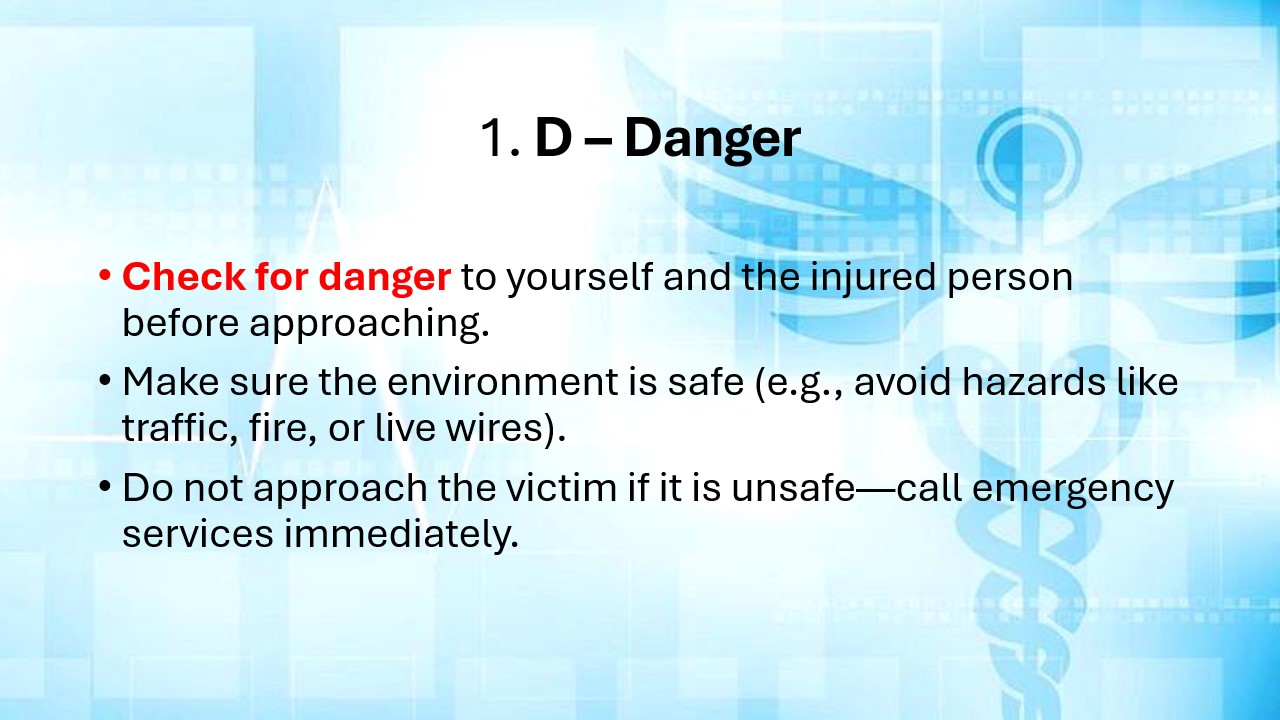 1. D – Danger
• Check for danger to yourself and the injured person
before approaching.
• Make sure the environment is safe (e.g., avoid hazards like
traffic, fire, or live wires).
• Do not approach the victim if it is unsafe—call emergency
services immediately.